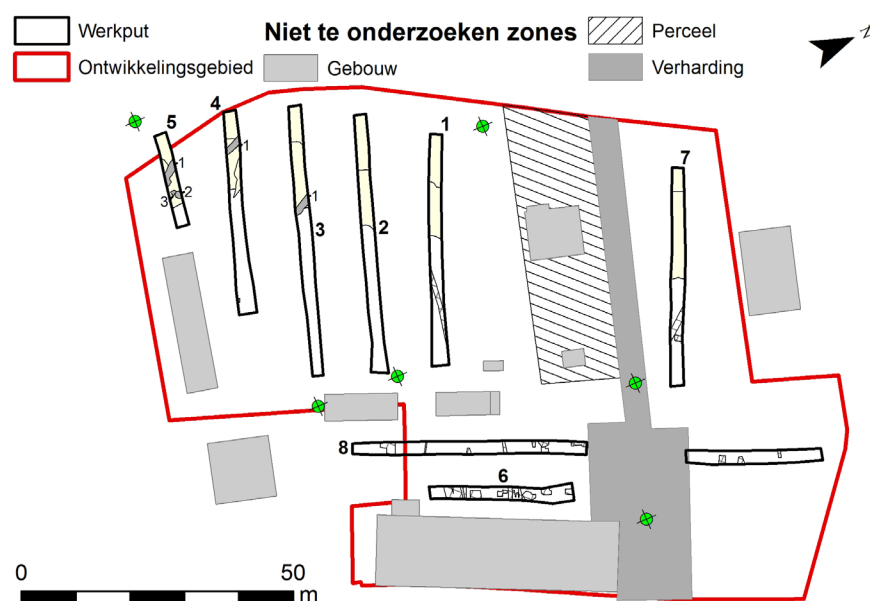 Werkput
Niet te onderzoeken zones
Perceel
N
Ontwikkelingsgebied
Gebouw
Verharding
4
5
1
7
1
1
2
3
1
3
2
8
6
0
50
m